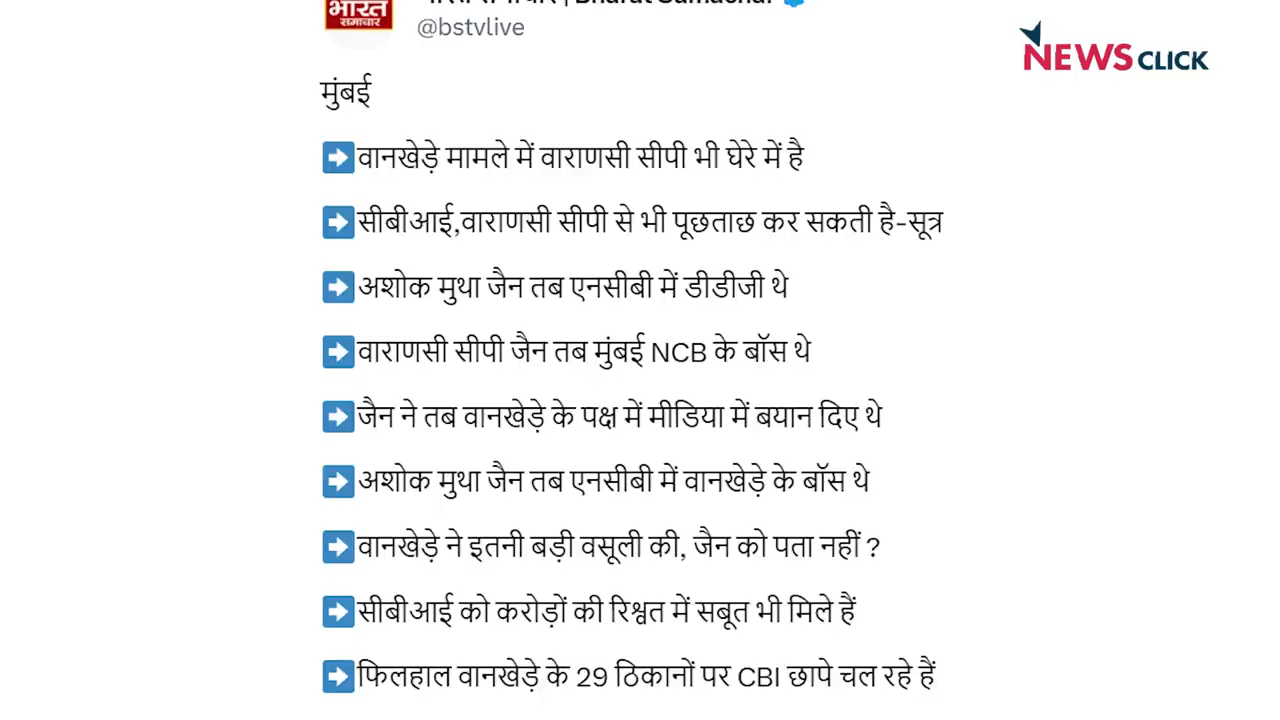 भारत
समाचार
@bstvlive
NEWS CLICK
मुंबई
➡वानखेड़े मामले में वाराणसी सीपी भी घेरे में है
➡सीबीआई,वाराणसी सीपी से भी पूछताछ कर सकती है-सूत्र
➡अशोक मुथा जैन तब एनसीबी में डीडीजी थे
➡वाराणसी सीपी जैन तब मुंबई NCB के बॉस थे
➡जैन ने तब वानखेड़े के पक्ष में मीडिया में बयान दिए थे
➡अशोक मुथा जैन तब एनसीबी में वानखेड़े के बॉस थे
➡वानखेड़े ने इतनी बड़ी वसूली की, जैन को पता नहीं ?
➡सीबीआई को करोड़ों की रिश्वत में सबूत भी मिले हैं
➡फिलहाल वानखेड़े के 29 ठिकानों पर CBI छापे चल रहे हैं